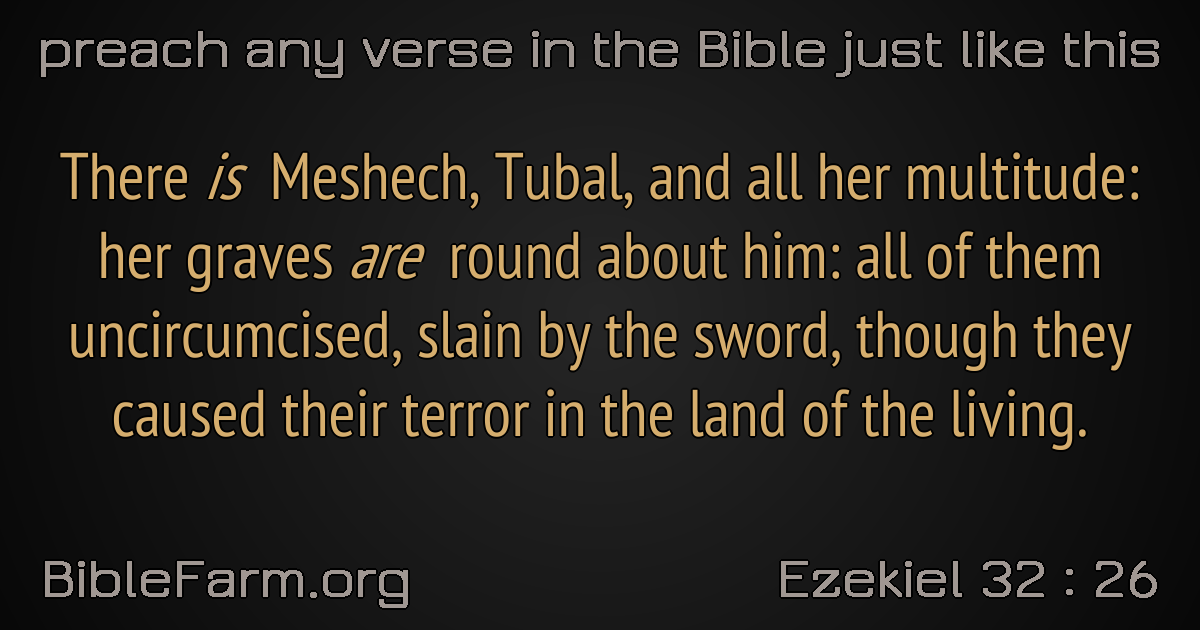 preach any verse in the Bible just like this
There is Meshech, Tubal, and all her multitude:
her graves are round about him: all of them
uncircumcised, slain by the sword, though they
caused their terror in the land of the living.
BibleFarm.org
Ezekiel 32 : 26